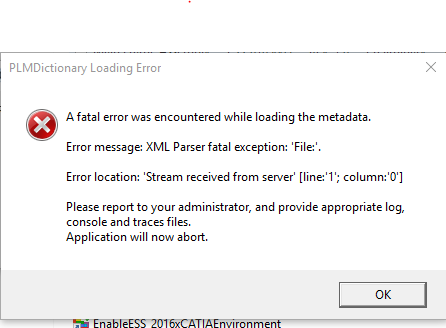 PLMDictionary Loading Error
A fatal error was encountered while loading the metadata.
Error message: XML Parser fatal exception: 'File:'.
Error location: 'Stream received from server' [line:'1'; column:'0']
Please report to your administrator, and provide appropriate log,
console and traces files.
Application will now abort.
OK
EnableESS_2016xCATIAEnvironment